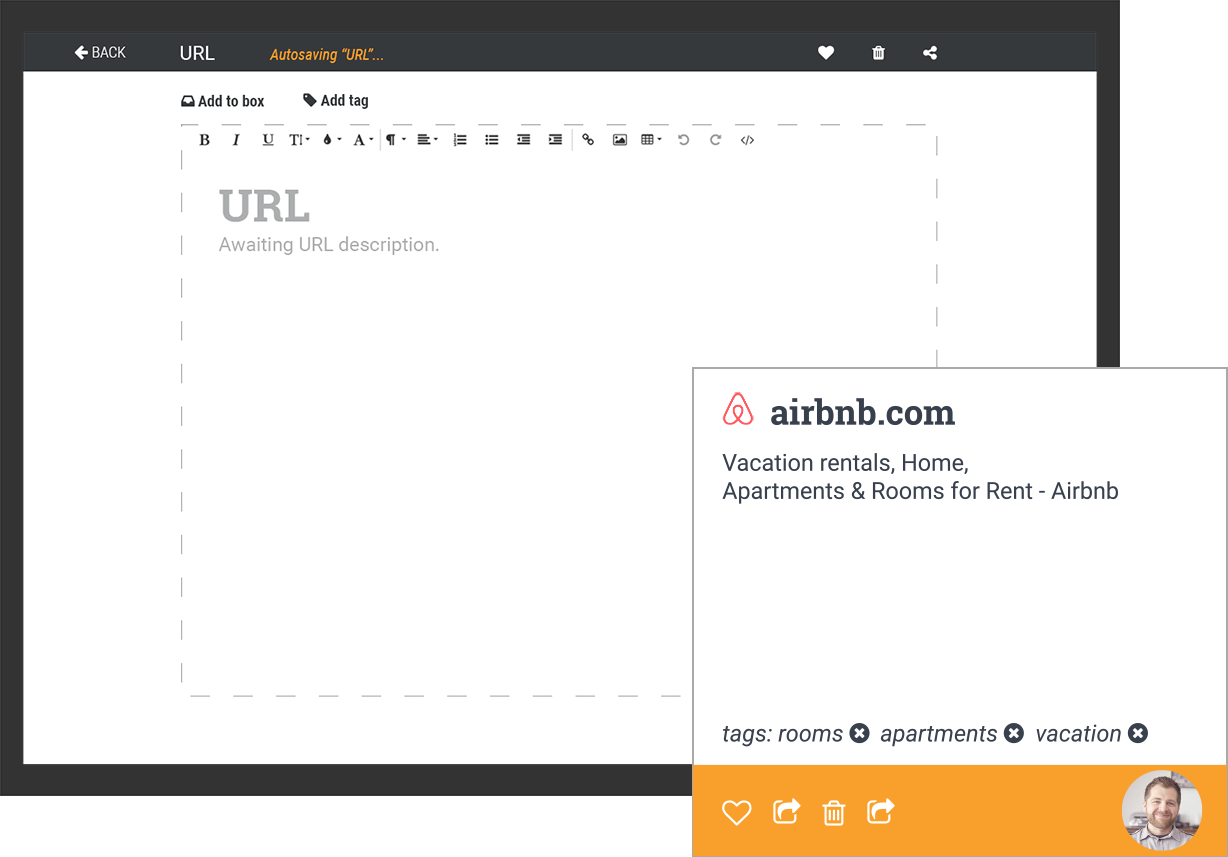 BACK URL Autosaving “URL”...
Add to box Add tag
B I U T A ¶ </>
URL
Awaiting URL description.
airbnb.com
Vacation rentals, Home,
Apartments & Rooms for Rent - Airbnb
tags: rooms apartments vacation